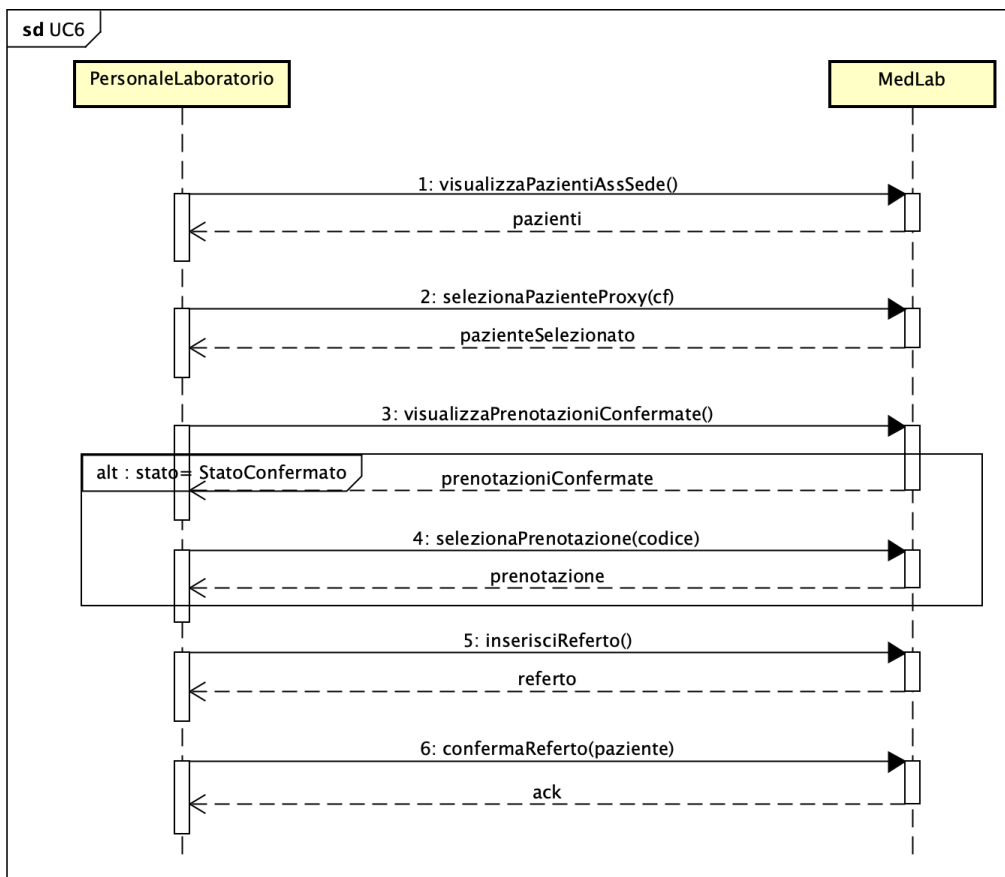 sd UC6
PersonaleLaboratorio
MedLab
1: visualizzaPazientiAssSede()
pazienti
2: selezionaPazienteProxy(cf)
pazienteSelezionato
3: visualizzaPrenotazioniConfermate()
alt : stato= StatoConfermato
prenotazioniConfermate
4: selezionaPrenotazione(codice)
prenotazione
5: inserisciReferto()
referto
6: confermaReferto(paziente)
ack